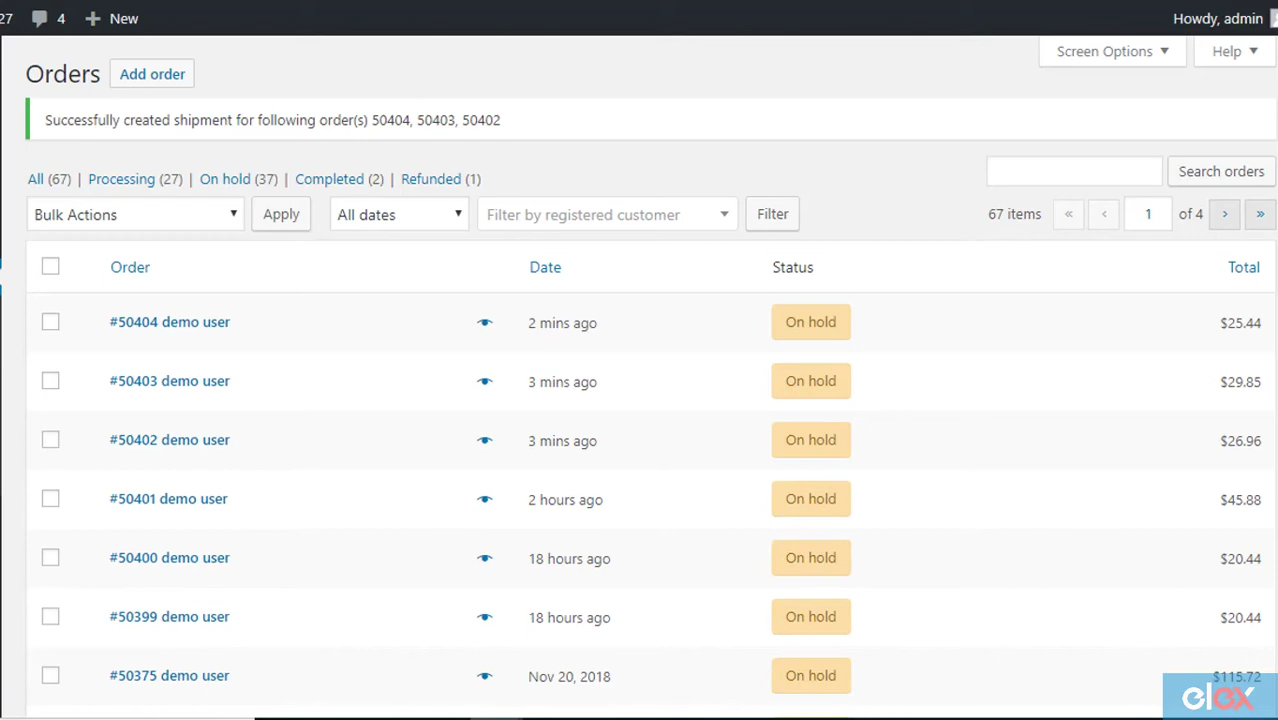 27 4 New Howdy, admin
Screen Options Help
Orders Add order
Successfully created shipment for following order(s) 50404, 50403, 50402
All (67) | Processing (27) | On hold (37) | Completed (2) | Refunded (1)
Search orders
Bulk Actions Apply All dates Filter by registered customer Filter 67 items « ‹ 1 of 4 › »
Order Date Status Total
#50404 demo user 2 mins ago On hold $25.44
#50403 demo user 3 mins ago On hold $29.85
#50402 demo user 3 mins ago On hold $26.96
#50401 demo user 2 hours ago On hold $45.88
#50400 demo user 18 hours ago On hold $20.44
#50399 demo user 18 hours ago On hold $20.44
#50375 demo user Nov 20, 2018 On hold $115.72
elex